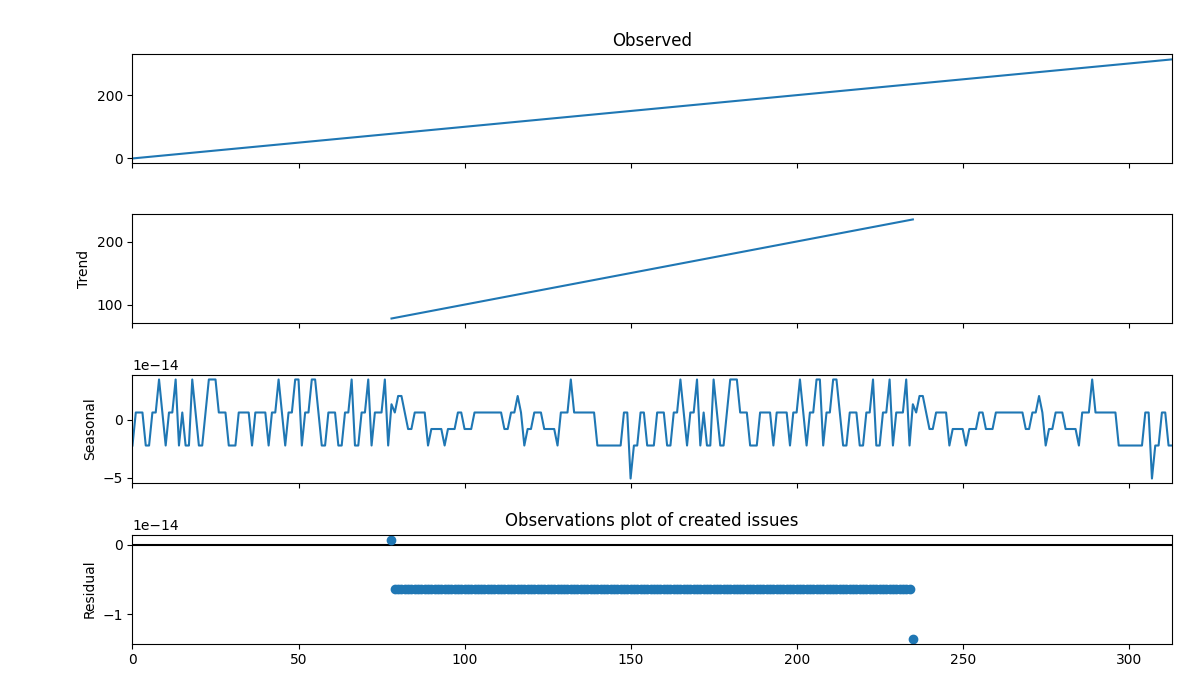 Observed
200
0
Trend
200
100
1e−14
Seasonal
0
−5
Observations plot of created issues
1e−14
Residual
0
−1
0 50 100 150 200 250 300